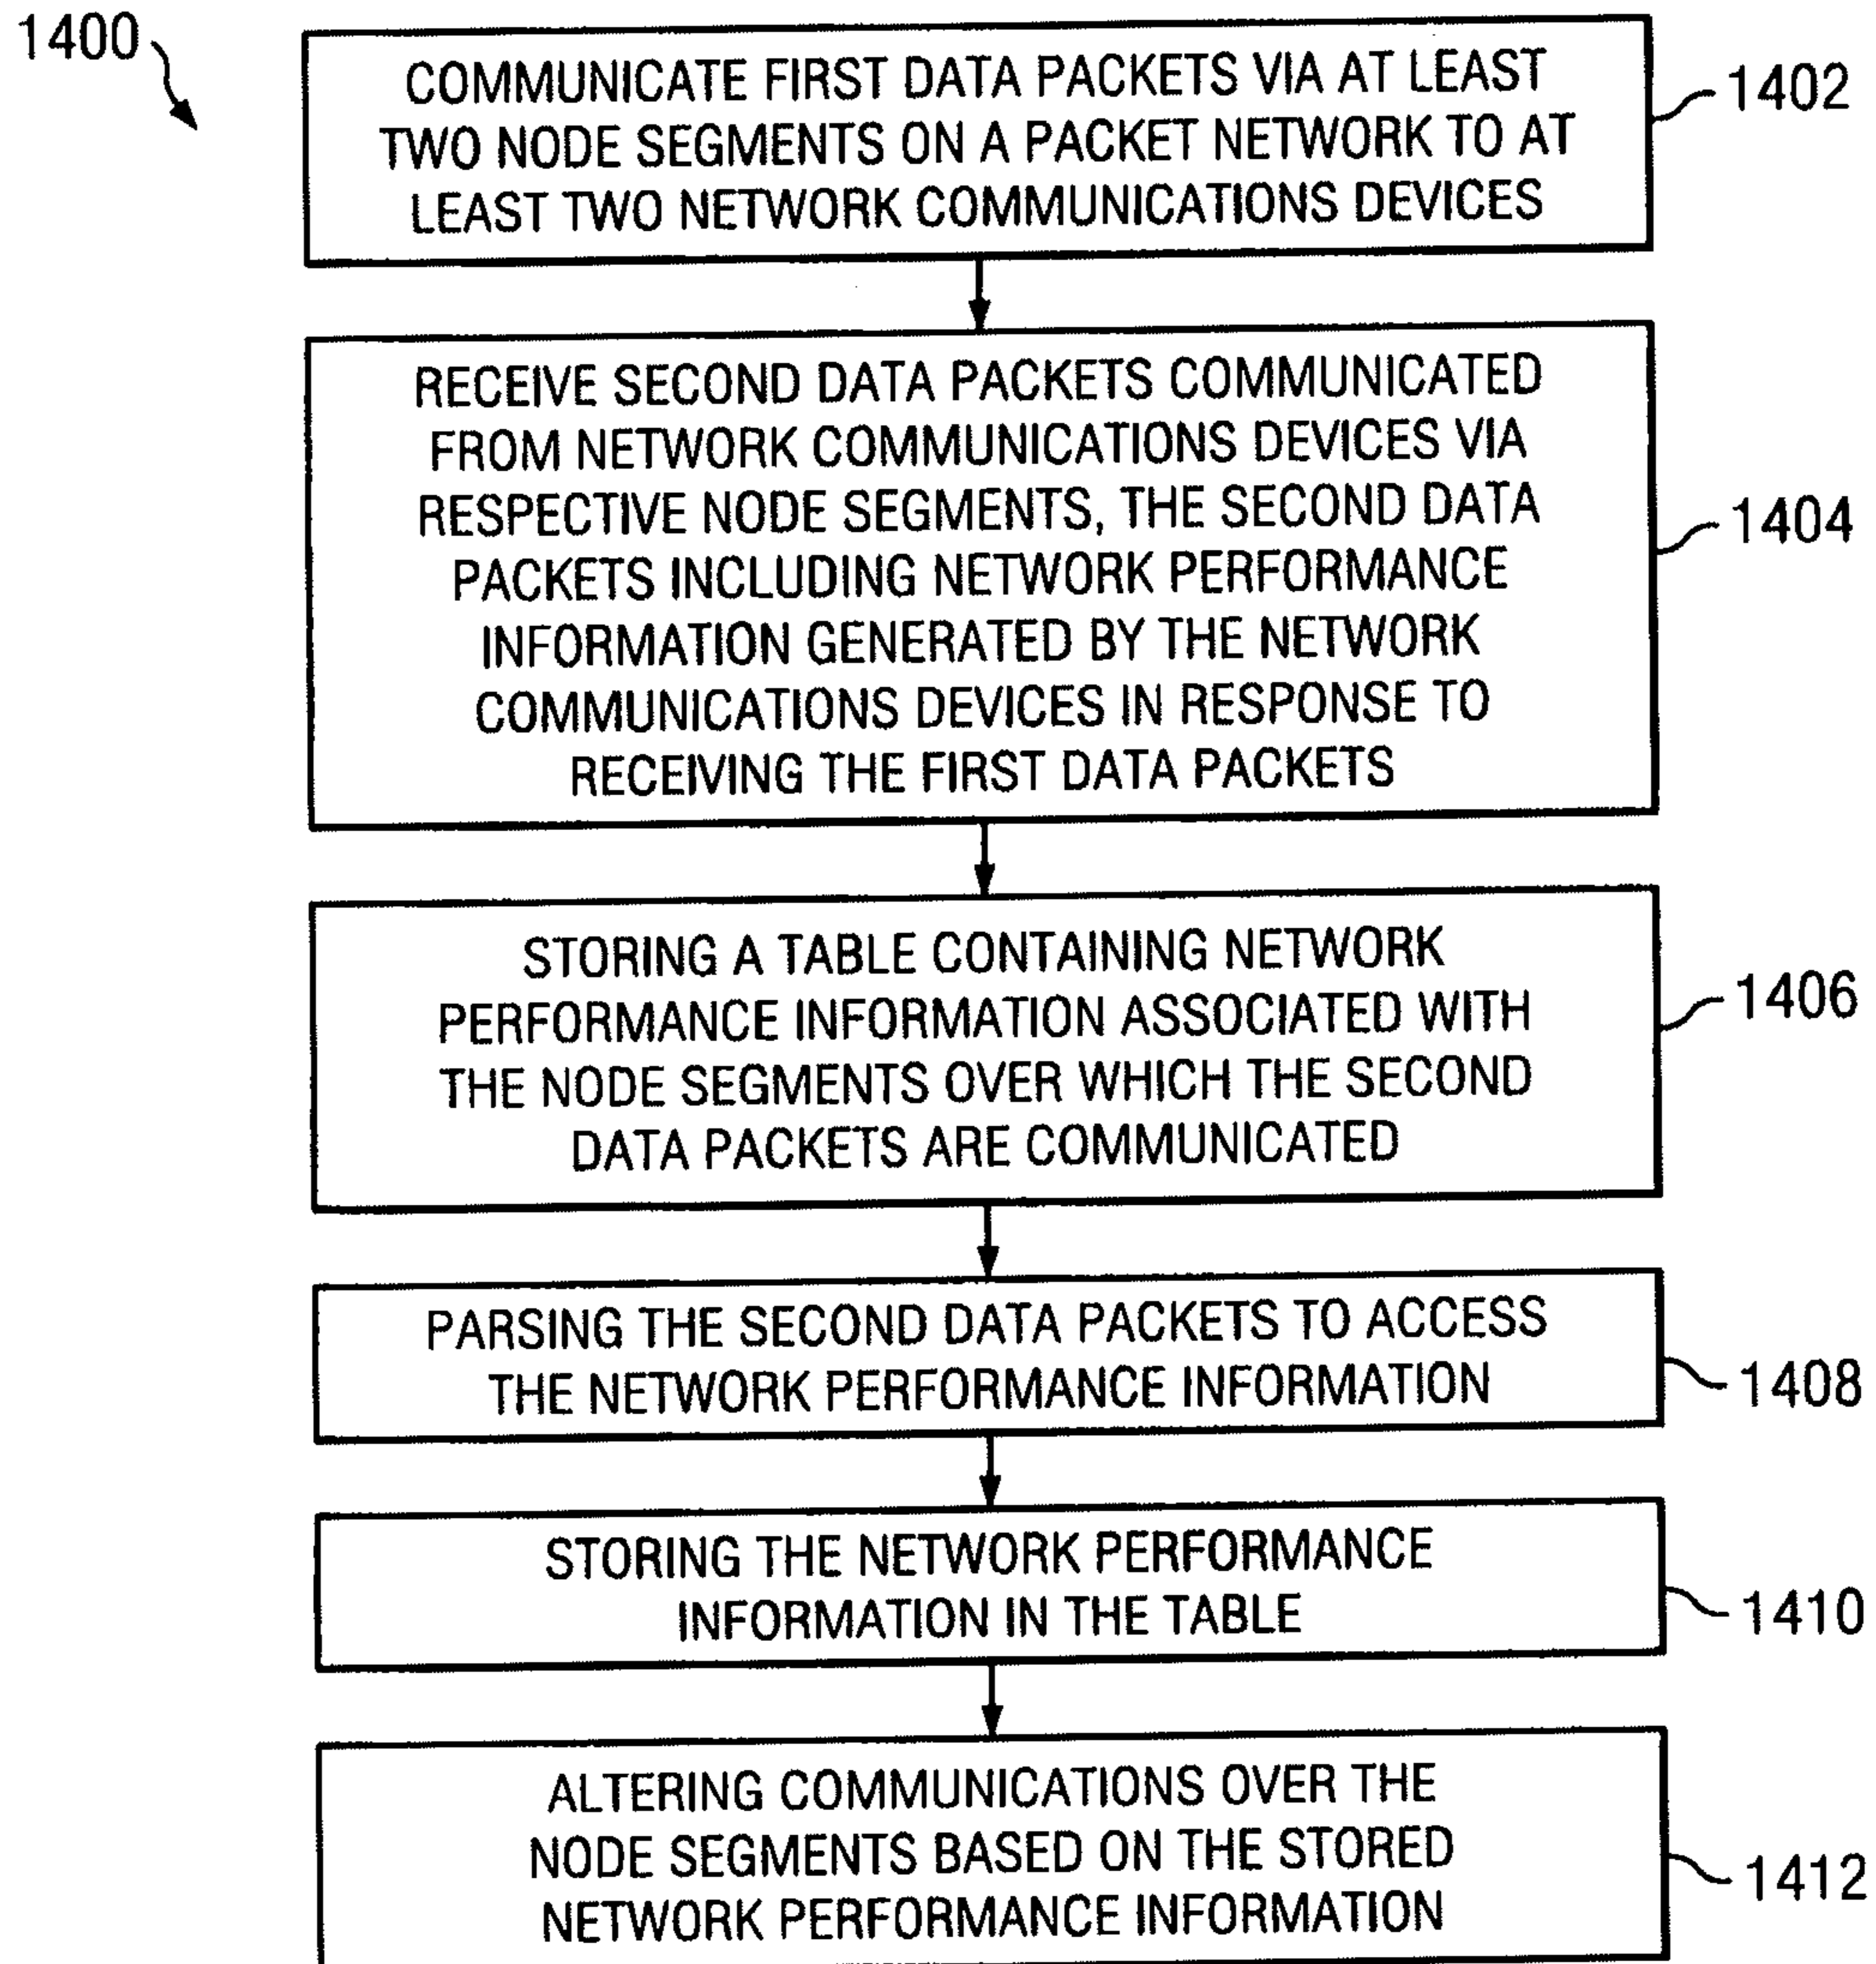 1400
COMMUNICATE FIRST DATA PACKETS VIA AT LEAST
TWO NODE SEGMENTS ON A PACKET NETWORK TO AT
LEAST TWO NETWORK COMMUNICATIONS DEVICES
1402
RECEIVE SECOND DATA PACKETS COMMUNICATED
FROM NETWORK COMMUNICATIONS DEVICES VIA
RESPECTIVE NODE SEGMENTS, THE SECOND DATA
PACKETS INCLUDING NETWORK PERFORMANCE
INFORMATION GENERATED BY THE NETWORK
COMMUNICATIONS DEVICES IN RESPONSE TO
RECEIVING THE FIRST DATA PACKETS
1404
STORING A TABLE CONTAINING NETWORK
PERFORMANCE INFORMATION ASSOCIATED WITH
THE NODE SEGMENTS OVER WHICH THE SECOND
DATA PACKETS ARE COMMUNICATED
1406
PARSING THE SECOND DATA PACKETS TO ACCESS
THE NETWORK PERFORMANCE INFORMATION
1408
STORING THE NETWORK PERFORMANCE
INFORMATION IN THE TABLE
1410
ALTERING COMMUNICATIONS OVER THE
NODE SEGMENTS BASED ON THE STORED
NETWORK PERFORMANCE INFORMATION
1412